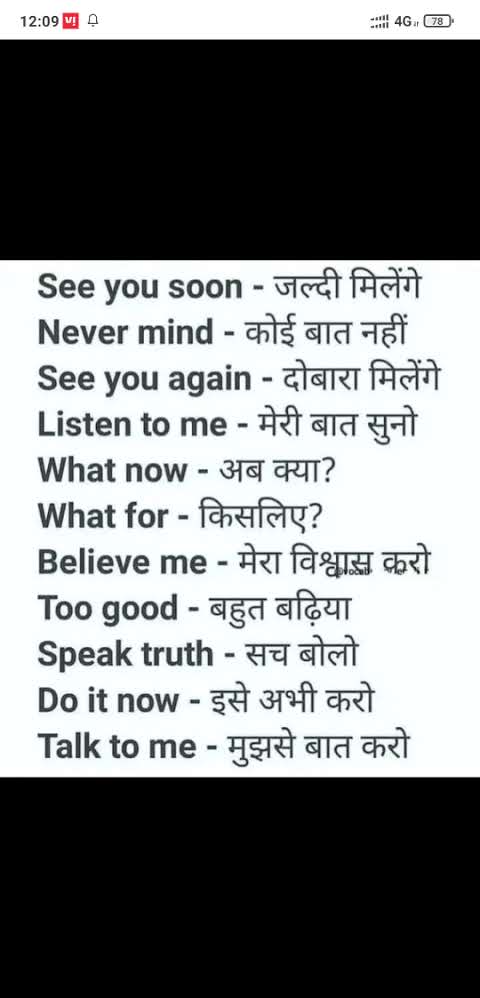 12:09 VI 4G 78
See you soon - जल्दी मिलेंगे
Never mind - कोई बात नहीं
See you again - दोबारा मिलेंगे
Listen to me - मेरी बात सुनो
What now - अब क्या?
What for - किसलिए?
Believe me - मेरा विश्वास करो
Too good - बहुत बढ़िया
Speak truth - सच बोलो
Do it now - इसे अभी करो
Talk to me - मुझसे बात करो